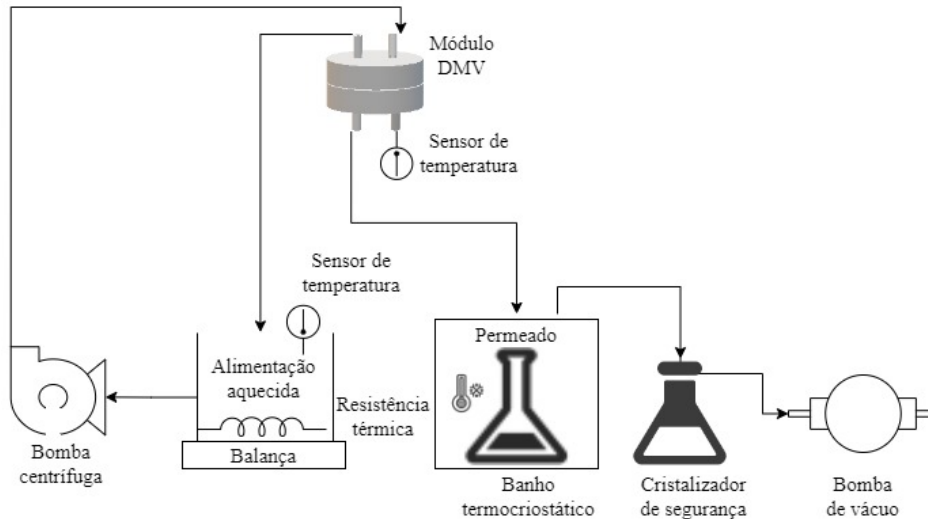 Módulo
DMV
Sensor de
temperatura
Sensor de
temperatura
Permeado
Alimentação
aquecida
Resistência
térmica
Balança
Bomba
centrífuga
Banho
termocriostático
Cristalizador
de segurança
Bomba
de vácuo